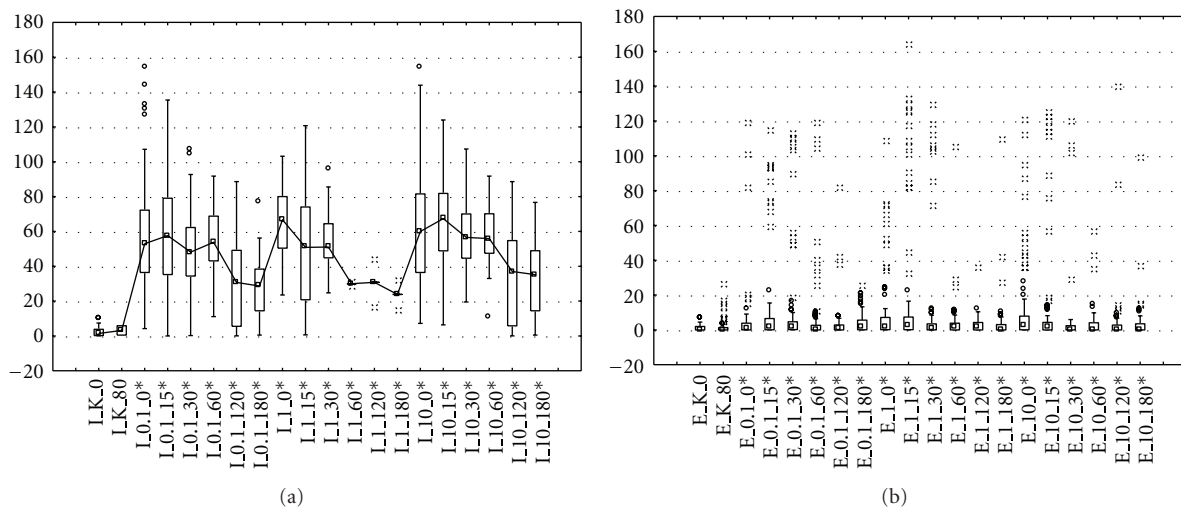 180
160
140
120
100
80
60
40
20
0
−20
I_K_0
I_K_80
I_0.1_0*
I_0.1_15*
I_0.1_30*
I_0.1_60*
I_0.1_120*
I_0.1_180*
I_1_0*
I_1_15*
I_1_30*
I_1_60*
I_1_120*
I_1_180*
I_10_0*
I_10_15*
I_10_30*
I_10_60*
I_10_120*
I_10_180*
(a)
180
160
140
120
100
80
60
40
20
0
−20
E_K_0
E_K_80
E_0.1_0*
E_0.1_15*
E_0.1_30*
E_0.1_60*
E_0.1_120*
E_0.1_180*
E_1_0*
E_1_15*
E_1_30*
E_1_60*
E_1_120*
E_1_180*
E_10_0*
E_10_15*
E_10_30*
E_10_60*
E_10_120*
E_10_180*
(b)